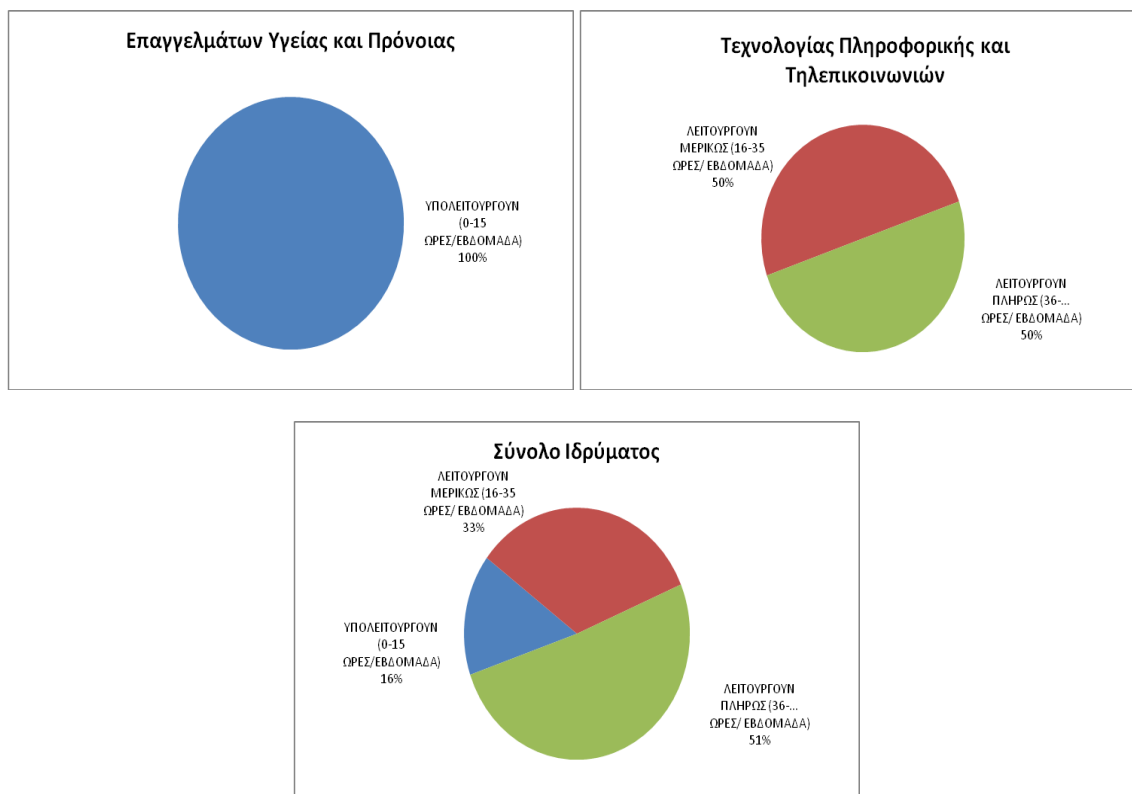 Επαγγελμάτων Υγείας και Πρόνοιας
ΥΠΟΛΕΙΤΟΥΡΓΟΥΝ
(0-15
ΩΡΕΣ/ΕΒΔΟΜΑΔΑ)
100%
Τεχνολογίας Πληροφορικής και
Τηλεπικοινωνιών
ΛΕΙΤΟΥΡΓΟΥΝ
ΜΕΡΙΚΩΣ (16-35
ΩΡΕΣ/ ΕΒΔΟΜΑΔΑ)
50%
ΛΕΙΤΟΥΡΓΟΥΝ
ΠΛΗΡΩΣ (36-...
ΩΡΕΣ/ ΕΒΔΟΜΑΔΑ)
50%
Σύνολο Ιδρύματος
ΛΕΙΤΟΥΡΓΟΥΝ
ΜΕΡΙΚΩΣ (16-35
ΩΡΕΣ/ ΕΒΔΟΜΑΔΑ)
33%
ΥΠΟΛΕΙΤΟΥΡΓΟΥΝ
(0-15
ΩΡΕΣ/ΕΒΔΟΜΑΔΑ)
16%
ΛΕΙΤΟΥΡΓΟΥΝ
ΠΛΗΡΩΣ (36-...
ΩΡΕΣ/ ΕΒΔΟΜΑΔΑ)
51%